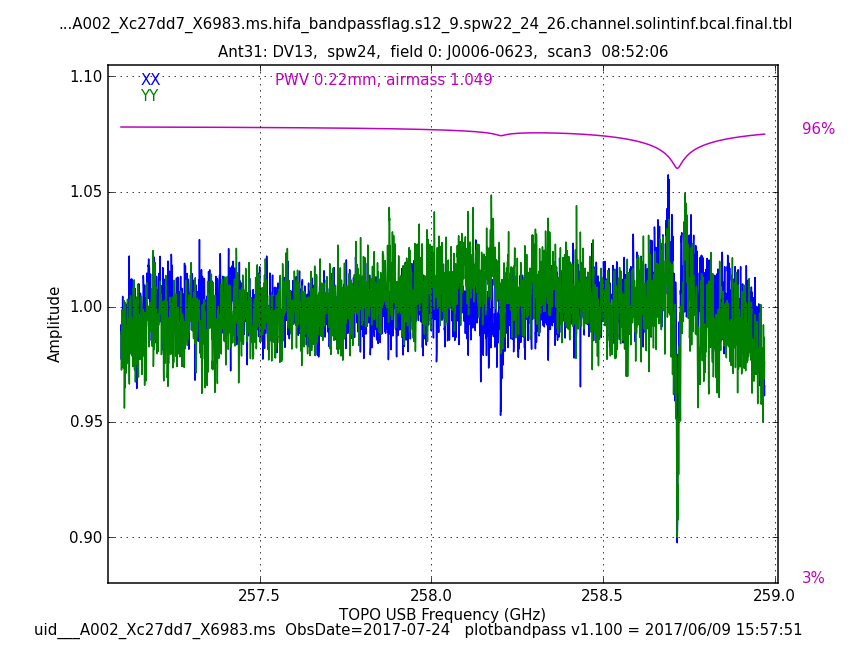 ...A002_Xc27dd7_X6983.ms.hifa_bandpassflag.s12_9.spw22_24_26.channel.solintinf.bcal.final.tbl
Ant31: DV13,  spw24,  field 0: J0006-0623,  scan3  08:52:06
1.10
XX
PWV 0.22mm, airmass 1.049
YY
96%
1.05
1.00
Amplitude
0.95
0.90
3%
257.5
258.0
258.5
259.0
TOPO USB Frequency (GHz)
uid___A002_Xc27dd7_X6983.ms  ObsDate=2017-07-24   plotbandpass v1.100 = 2017/06/09 15:57:51